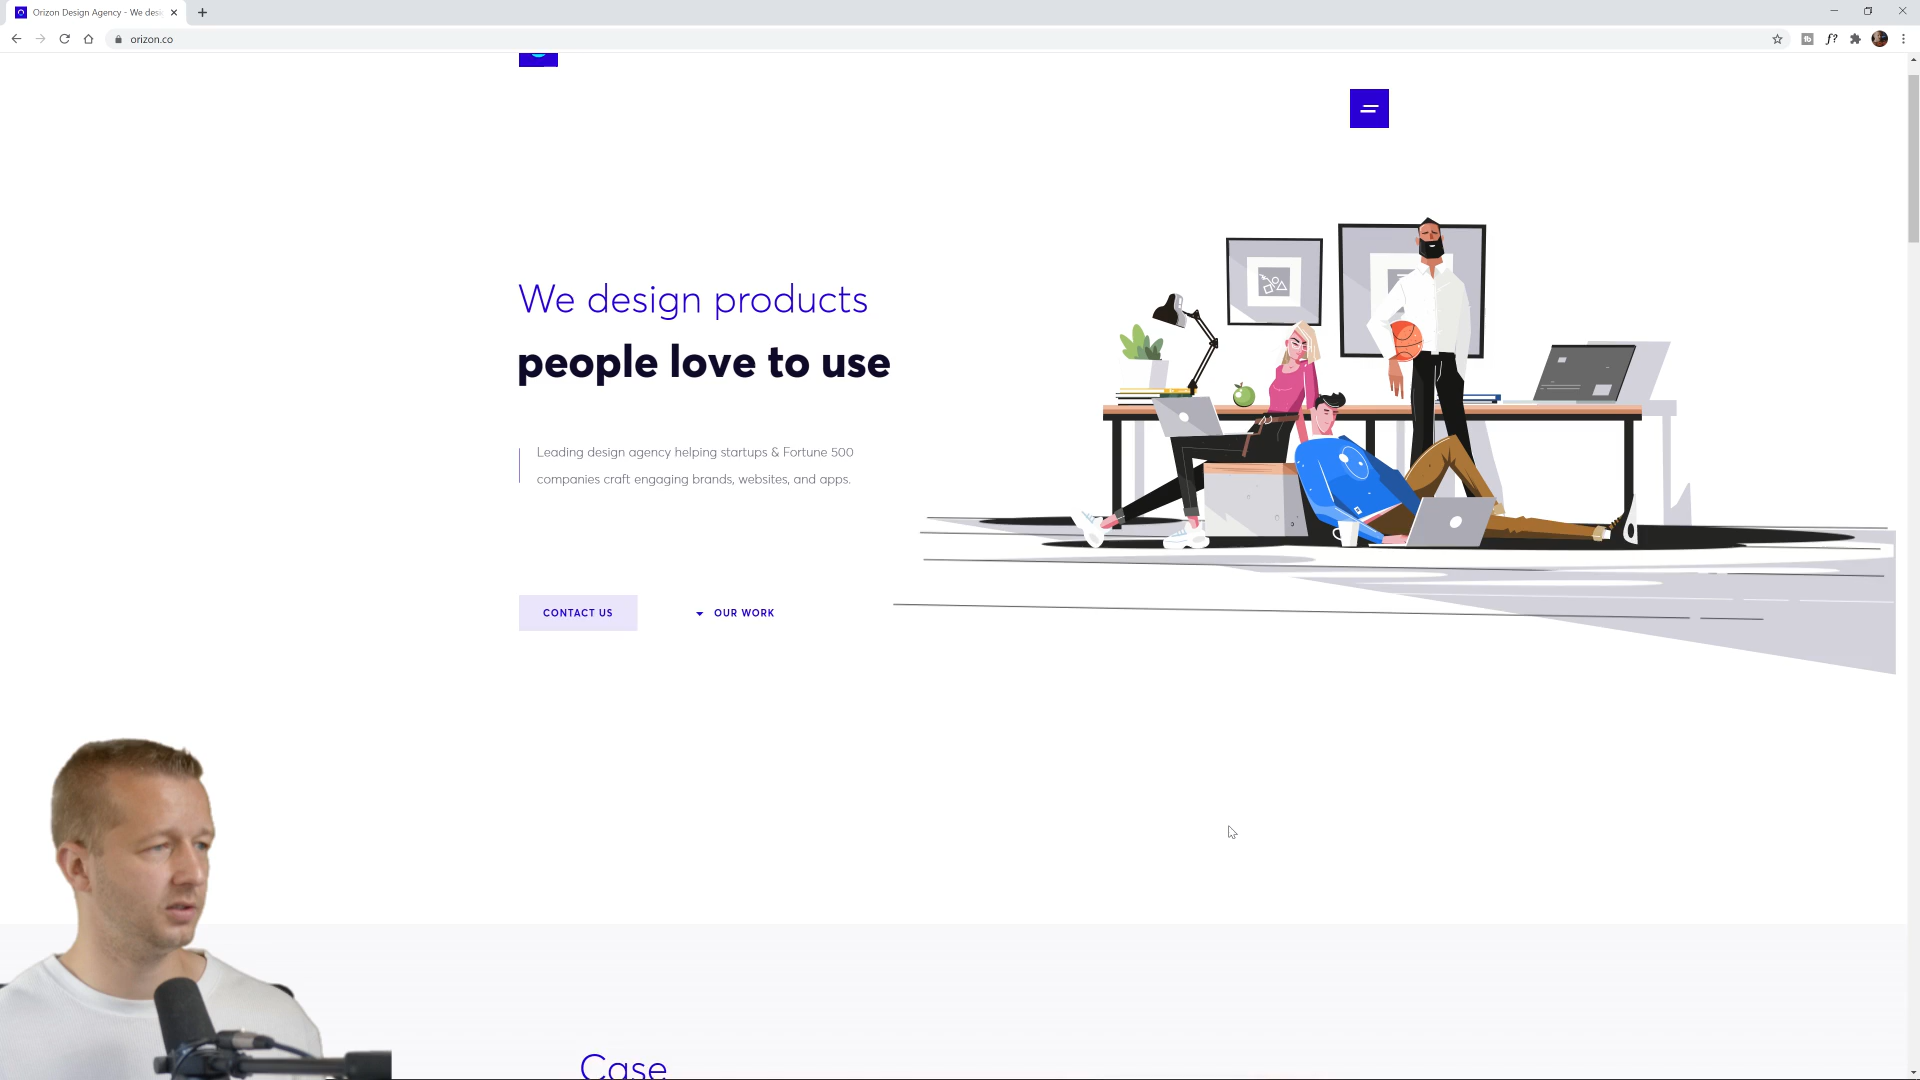 Orizon Design Agency - We desi
orizon.co
We design products
people love to use
Leading design agency helping startups & Fortune 500
companies craft engaging brands, websites, and apps.
CONTACT US
OUR WORK
Case